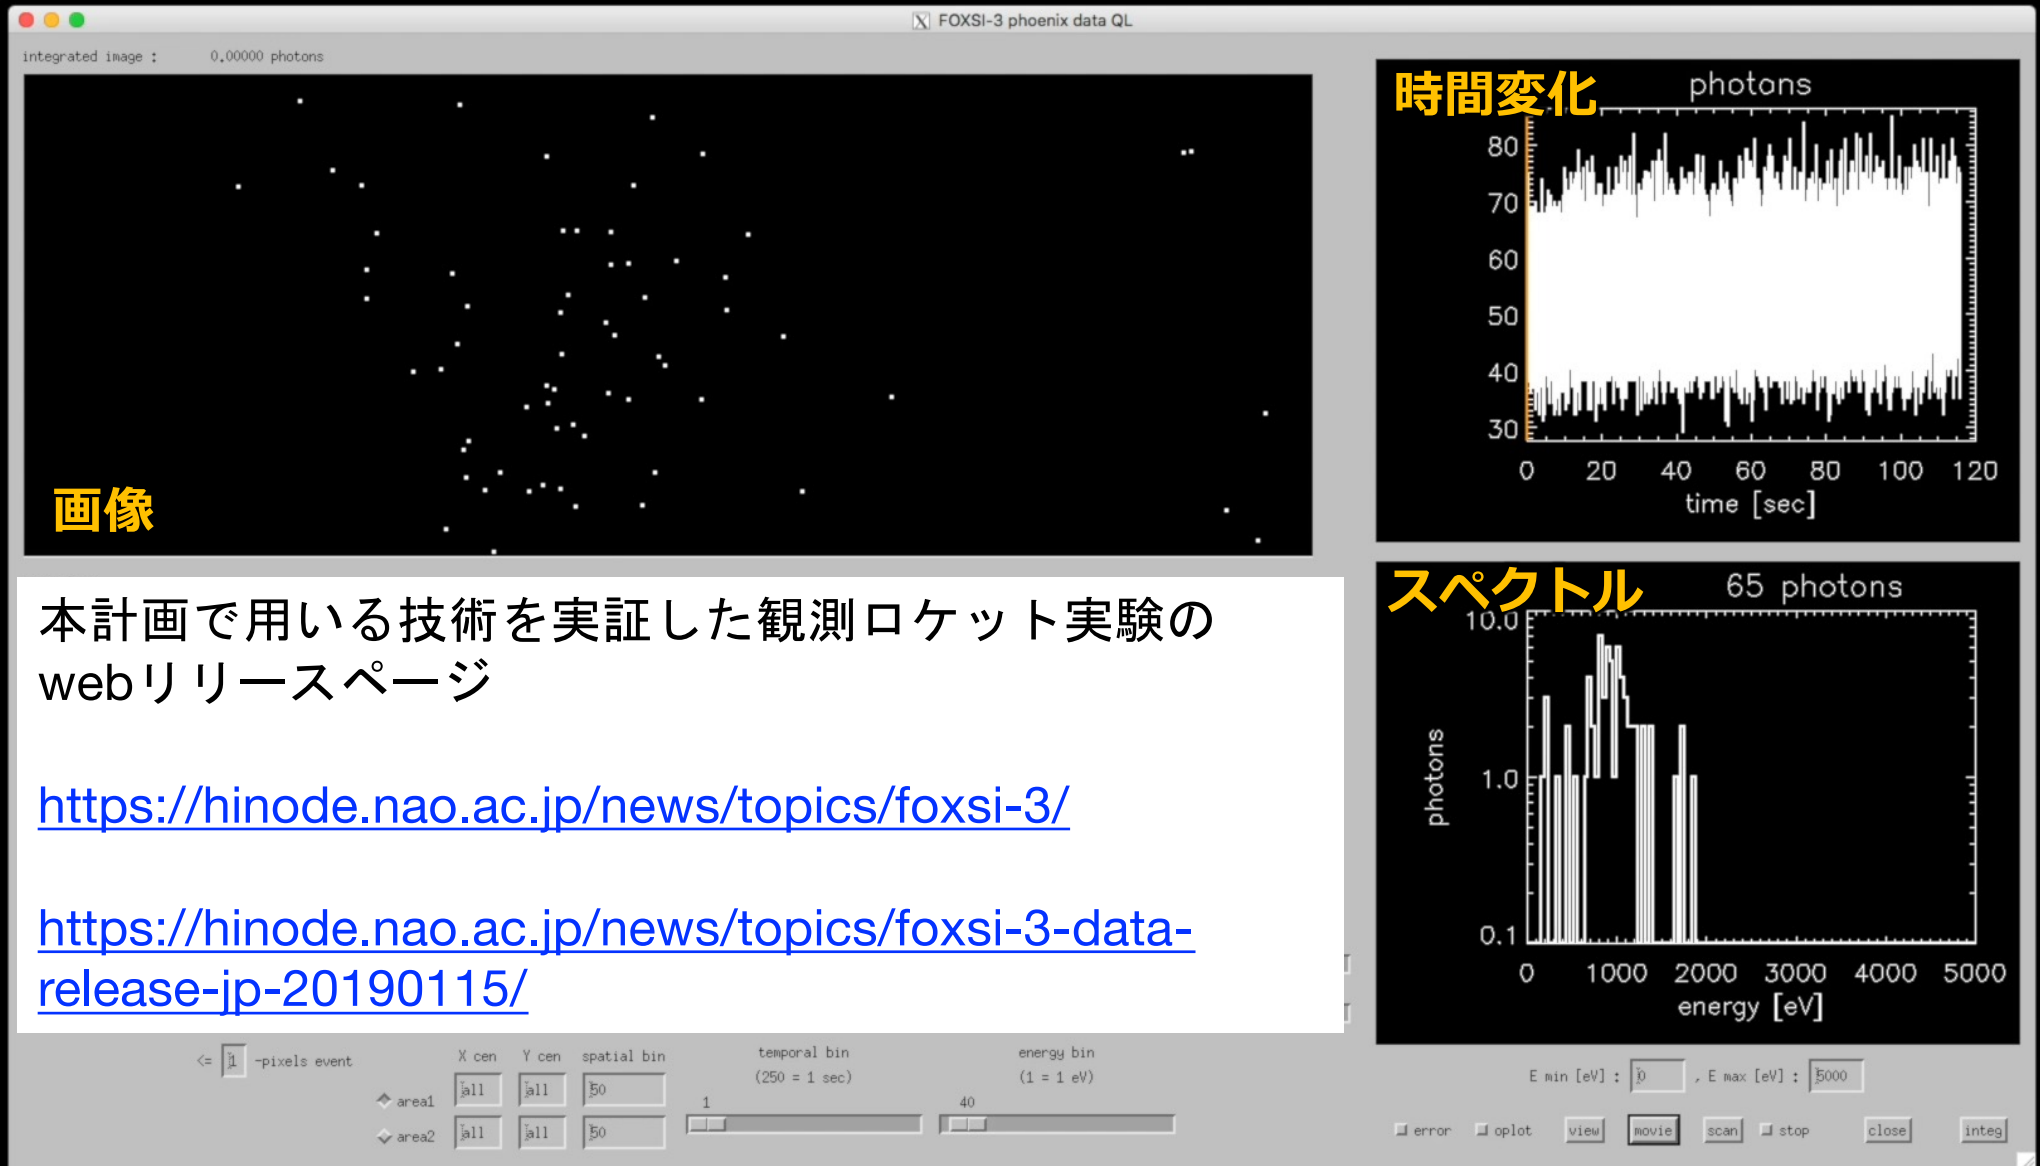 FOXSI-3 phoenix data QL
integrated image : 0.00000 photons
画像
時間変化
photons
80
70
60
50
40
30
0 20 40 60 80 100 120
time [sec]
スペクトル
65 photons
10.0
1.0
0.1
photons
0 1000 2000 3000 4000 5000
energy [eV]
本計画で用いる技術を実証した観測ロケット実験の
webリリースページ
https://hinode.nao.ac.jp/news/topics/foxsi-3/
https://hinode.nao.ac.jp/news/topics/foxsi-3-data-
release-jp-20190115/
<= 1 -pixels event
X cen Y cen spatial bin
area1 all all 50
area2 all all 50
temporal bin
(250 = 1 sec)
1
energy bin
(1 = 1 eV)
40
E min [eV] : 0 , E max [eV] : 5000
error oplot view movie scan stop close integ